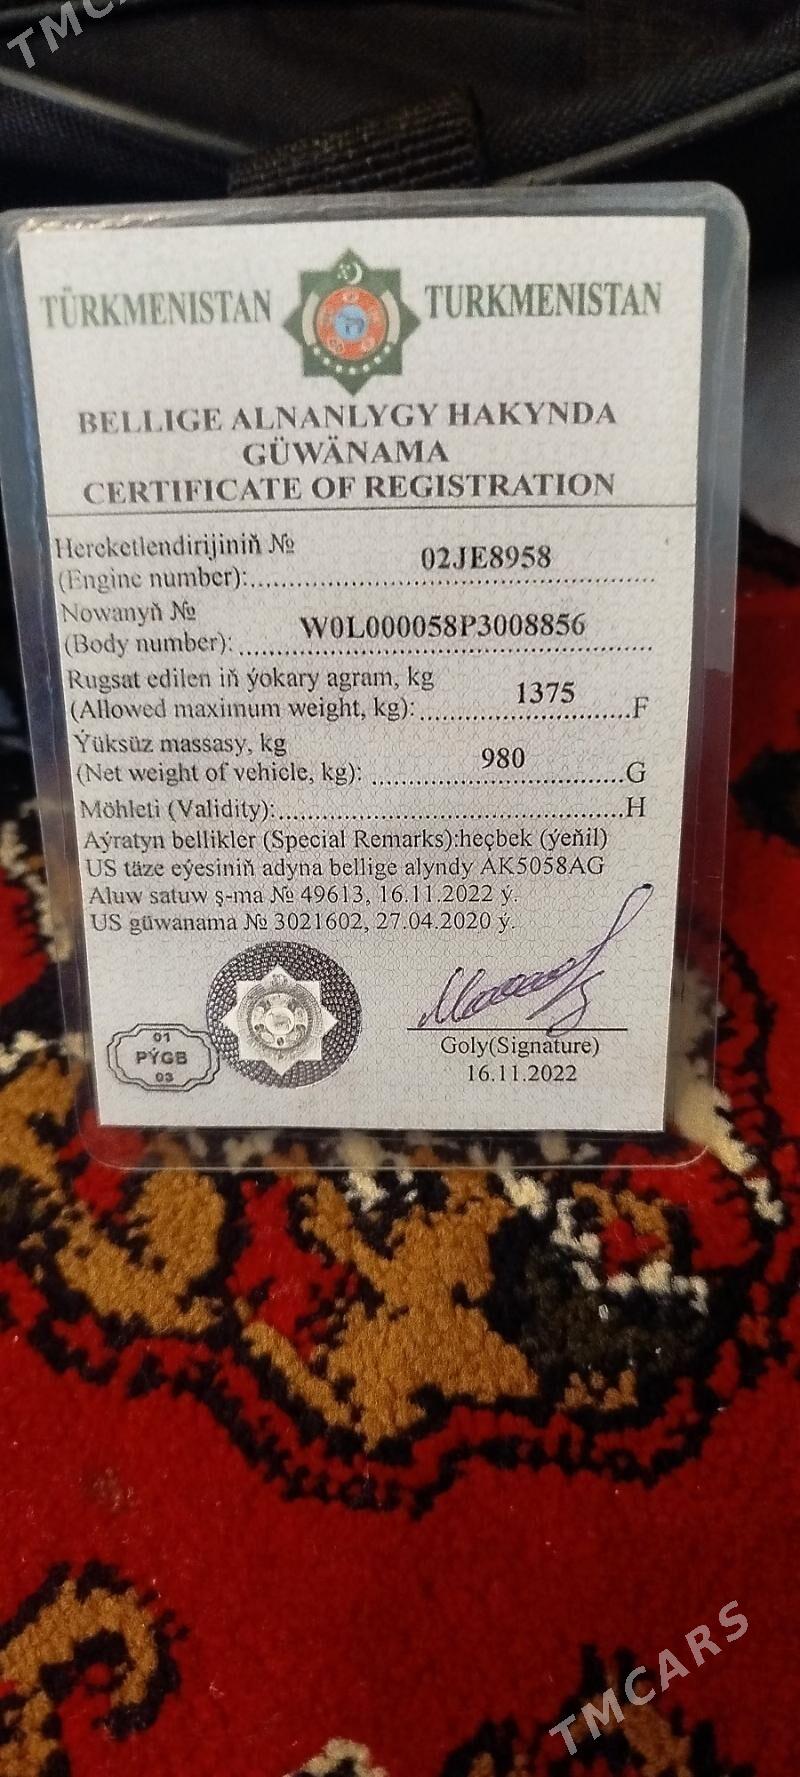 TMCARS
TÜRKMENISTAN TURKMENISTAN
BELLIGE ALNANLYGY HAKYNDA
GÜWÄNAMA
CERTIFICATE OF REGISTRATION
Hereketlendirijiniň №
(Engine number):..... 02JE8958
Nowanyň №
(Body number): ..... W0L000058P3008856
Rugsat edilen iň ýokary agram, kg
(Allowed maximum weight, kg):..... 1375 .....F
Ýüksüz massasy, kg
(Net weight of vehicle, kg): ..... 980 .....G
Möhleti (Validity):.....H
Aýratyn bellikler (Special Remarks):heçbek (ýeňil)
US täze eýesiniň adyna bellige alyndy AK5058AG
Aluw satuw ş-ma № 49613, 16.11.2022 ý.
US güwanama № 3021602, 27.04.2020 ý.
01
PÝGB
03
Goly(Signature)
16.11.2022
TMCARS